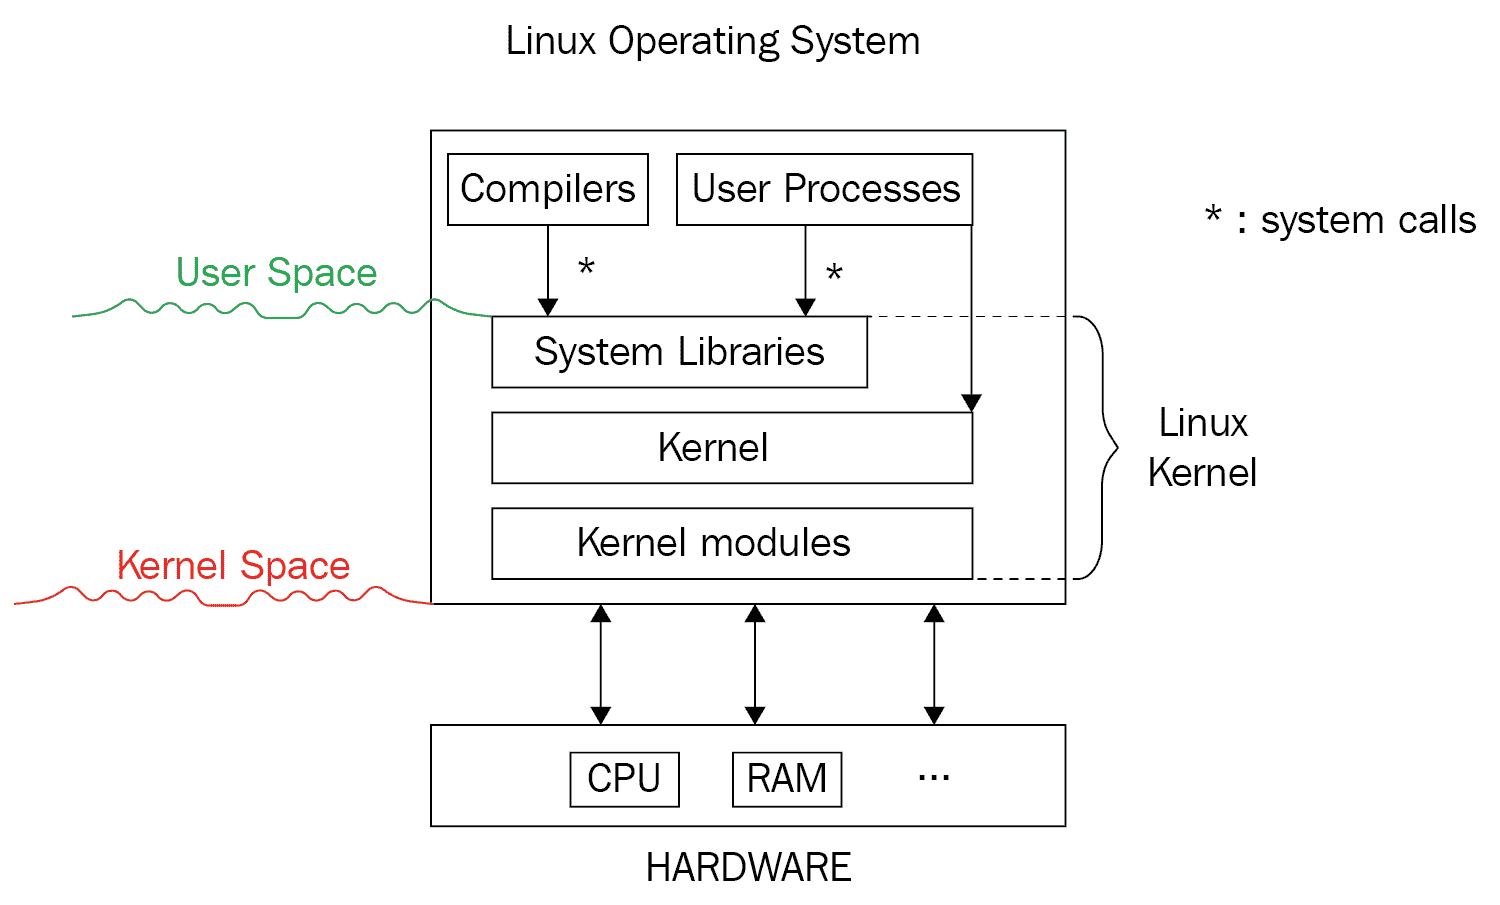 Linux Operating System
Compilers
User Processes
* : system calls
User Space
*
*
System Libraries
Linux
Kernel
Kernel
Kernel modules
Kernel Space
CPU
RAM
...
HARDWARE